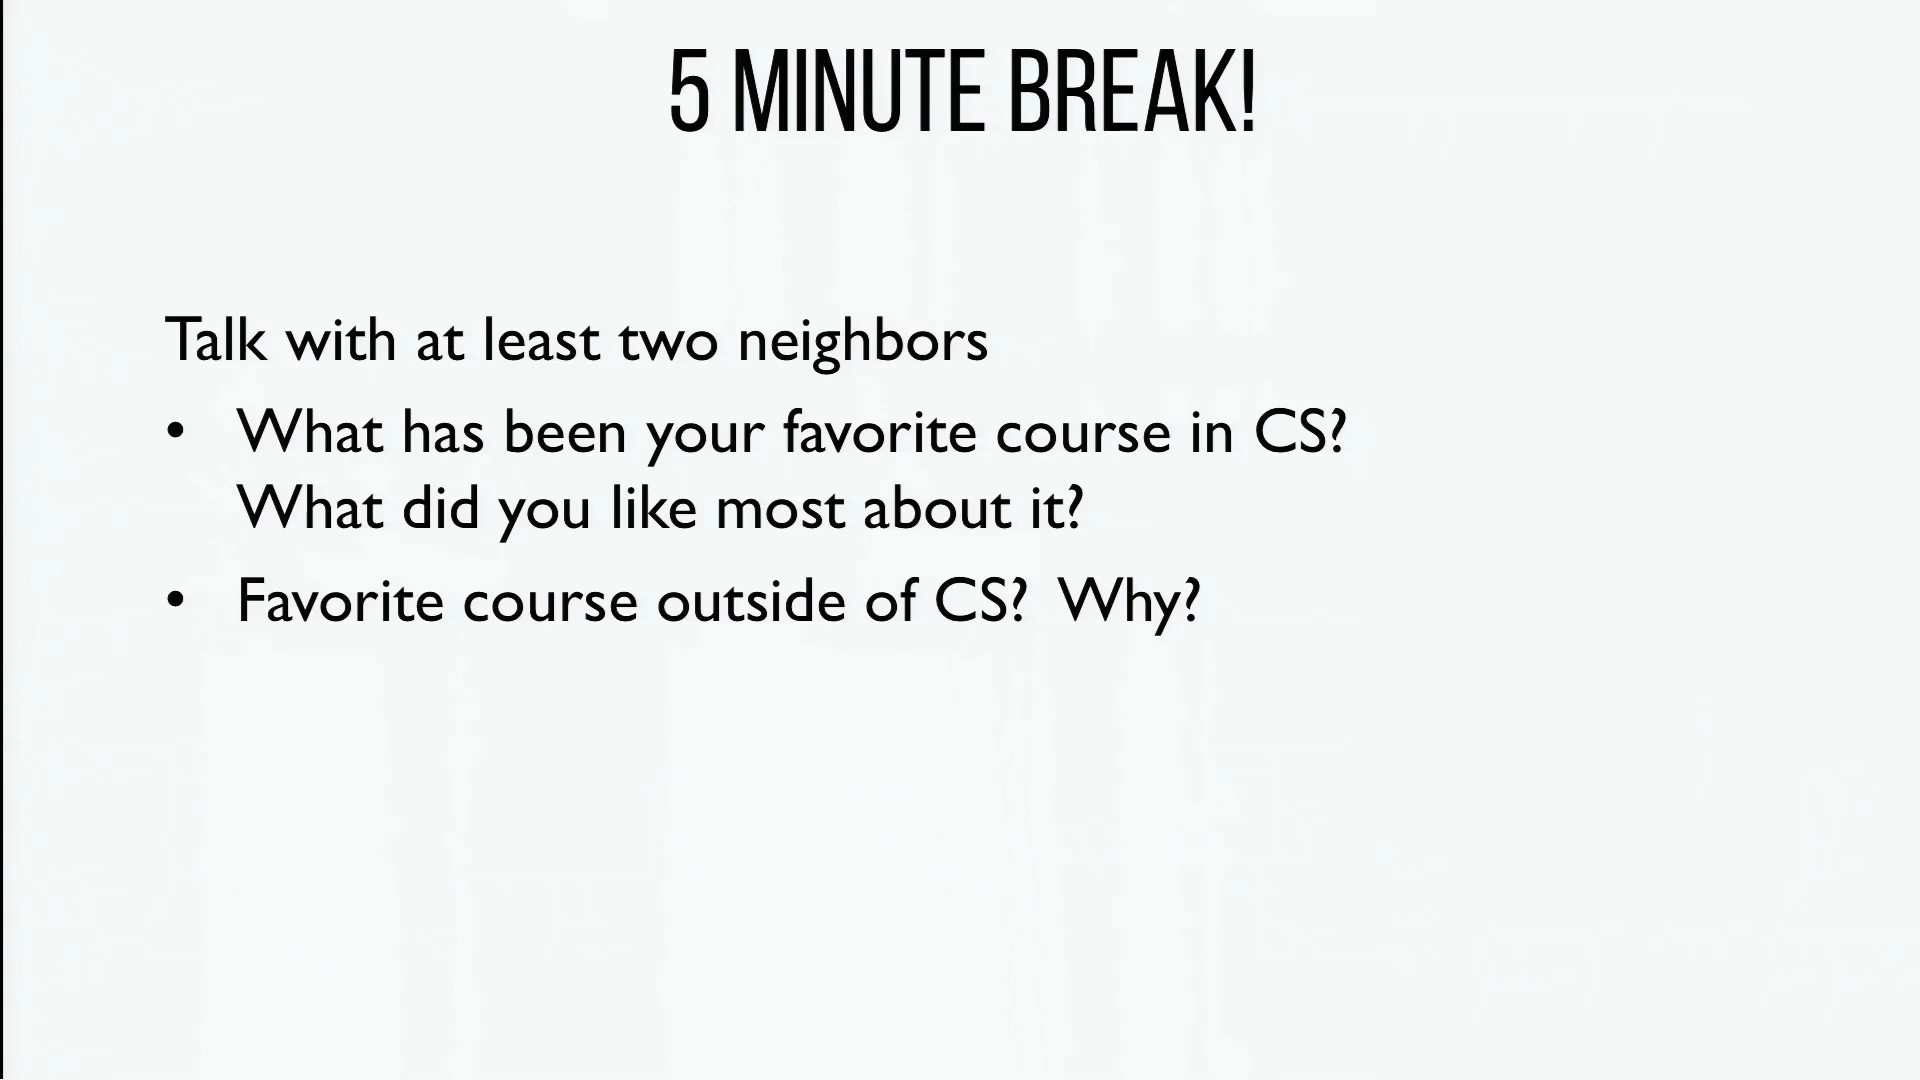 5 MINUTE BREAK!
Talk with at least two neighbors
• What has been your favorite course in CS?
What did you like most about it?
• Favorite course outside of CS?  Why?